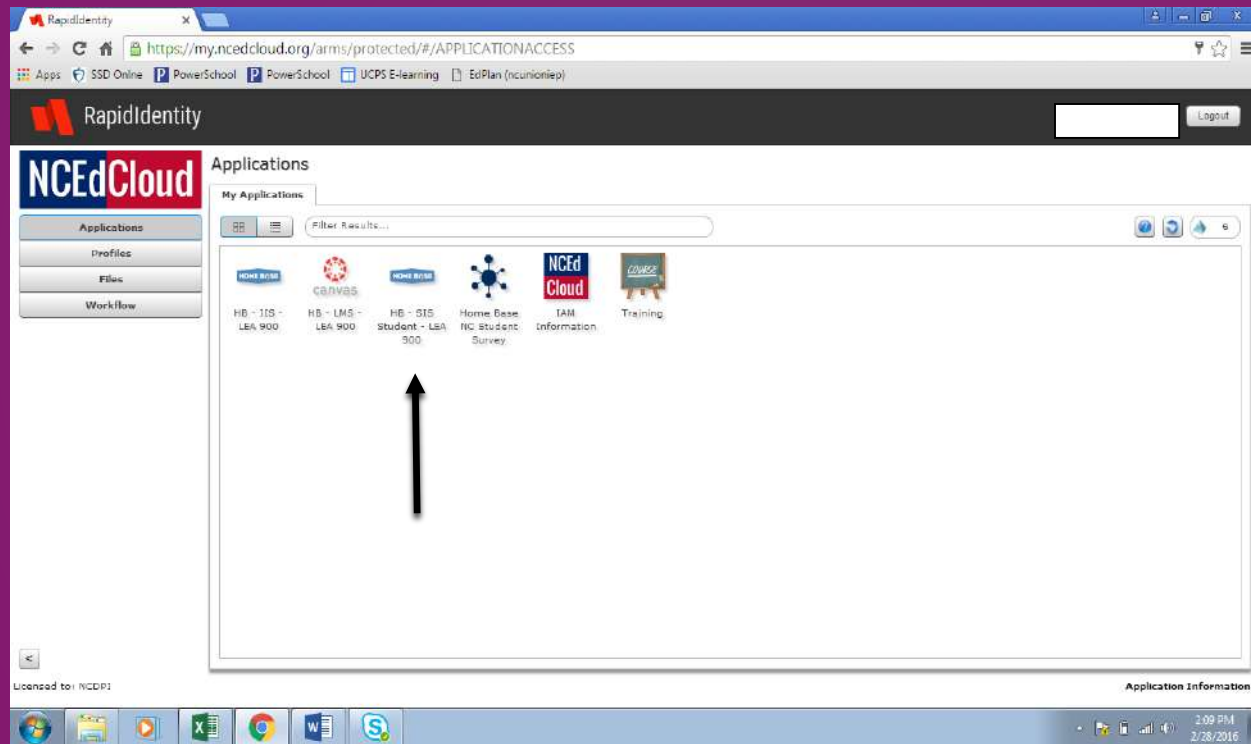 RapidIdentity
https://my.ncedcloud.org/arms/protected/#/APPLICATIONACCESS
Apps SSD Online PowerSchool PowerSchool UCPS E-learning EdPlan (ncunioniep)
RapidIdentity
Logout
NCEdCloud
Applications
Profiles
Files
Workflow
Applications
My Applications
Filter Results...
6
HOME BASE
canvas
HOME BASE
NCEd
Cloud
COURSE
HB - IIS -
LEA 900
HB - LMS -
LEA 900
HB - SIS
Student - LEA
900
Home Base
NC Student
Survey
IAM
Information
Training
<
Licensed to: NCDPI
Application Information
2:09 PM
2/28/2016